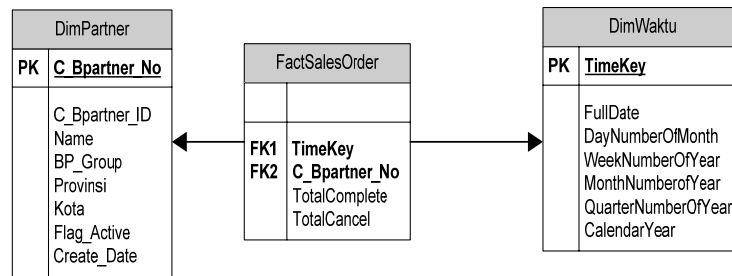 DimPartner
PK C_Bpartner_No
C_Bpartner_ID
Name
BP_Group
Provinsi
Kota
Flag_Active
Create_Date
FactSalesOrder
FK1 TimeKey
FK2 C_Bpartner_No
TotalComplete
TotalCancel
DimWaktu
PK TimeKey
FullDate
DayNumberOfMonth
WeekNumberOfYear
MonthNumberofYear
QuarterNumberOfYear
CalendarYear